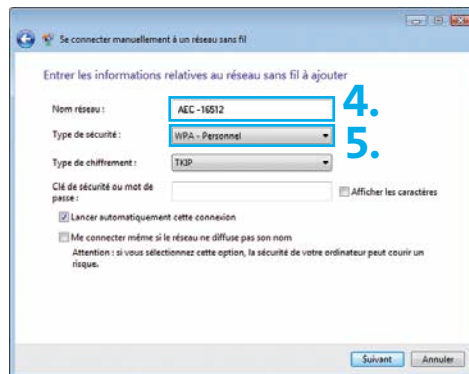 Se connecter manuellement à un réseau sans fil
Entrer les informations relatives au réseau sans fil à ajouter
Nom réseau : AEC -16512 4.
Type de sécurité : WPA - Personnel 5.
Type de chiffrement : TKIP
Clé de sécurité ou mot de
passe : Afficher les caractères
Lancer automatiquement cette connexion
Me connecter même si le réseau ne diffuse pas son nom
Attention : si vous sélectionnez cette option, la sécurité de votre ordinateur peut courir un
risque.
Suivant Annuler